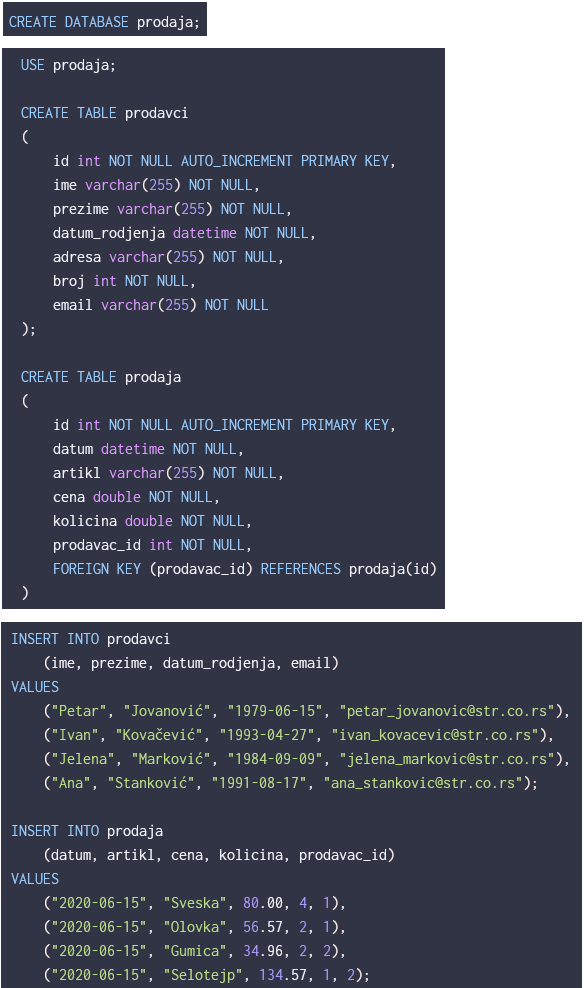 CREATE DATABASE prodaja;
USE prodaja;
CREATE TABLE prodavci
(
id int NOT NULL AUTO_INCREMENT PRIMARY KEY,
ime varchar(255) NOT NULL,
prezime varchar(255) NOT NULL,
datum_rodjenja datetime NOT NULL,
adresa varchar(255) NOT NULL,
broj int NOT NULL,
email varchar(255) NOT NULL
);
CREATE TABLE prodaja
(
id int NOT NULL AUTO_INCREMENT PRIMARY KEY,
datum datetime NOT NULL,
artikl varchar(255) NOT NULL,
cena double NOT NULL,
kolicina double NOT NULL,
prodavac_id int NOT NULL,
FOREIGN KEY (prodavac_id) REFERENCES prodaja(id)
)
INSERT INTO prodavci
(ime, prezime, datum_rodjenja, email)
VALUES
("Petar", "Jovanović", "1979-06-15", "petar_jovanovic@str.co.rs"),
("Ivan", "Kovačević", "1993-04-27", "ivan_kovacevic@str.co.rs"),
("Jelena", "Marković", "1984-09-09", "jelena_markovic@str.co.rs"),
("Ana", "Stanković", "1991-08-17", "ana_stankovic@str.co.rs");
INSERT INTO prodaja
(datum, artikl, cena, kolicina, prodavac_id)
VALUES
("2020-06-15", "Sveska", 80.00, 4, 1),
("2020-06-15", "Olovka", 56.57, 2, 1),
("2020-06-15", "Gumica", 34.96, 2, 2),
("2020-06-15", "Selotejp", 134.57, 1, 2);